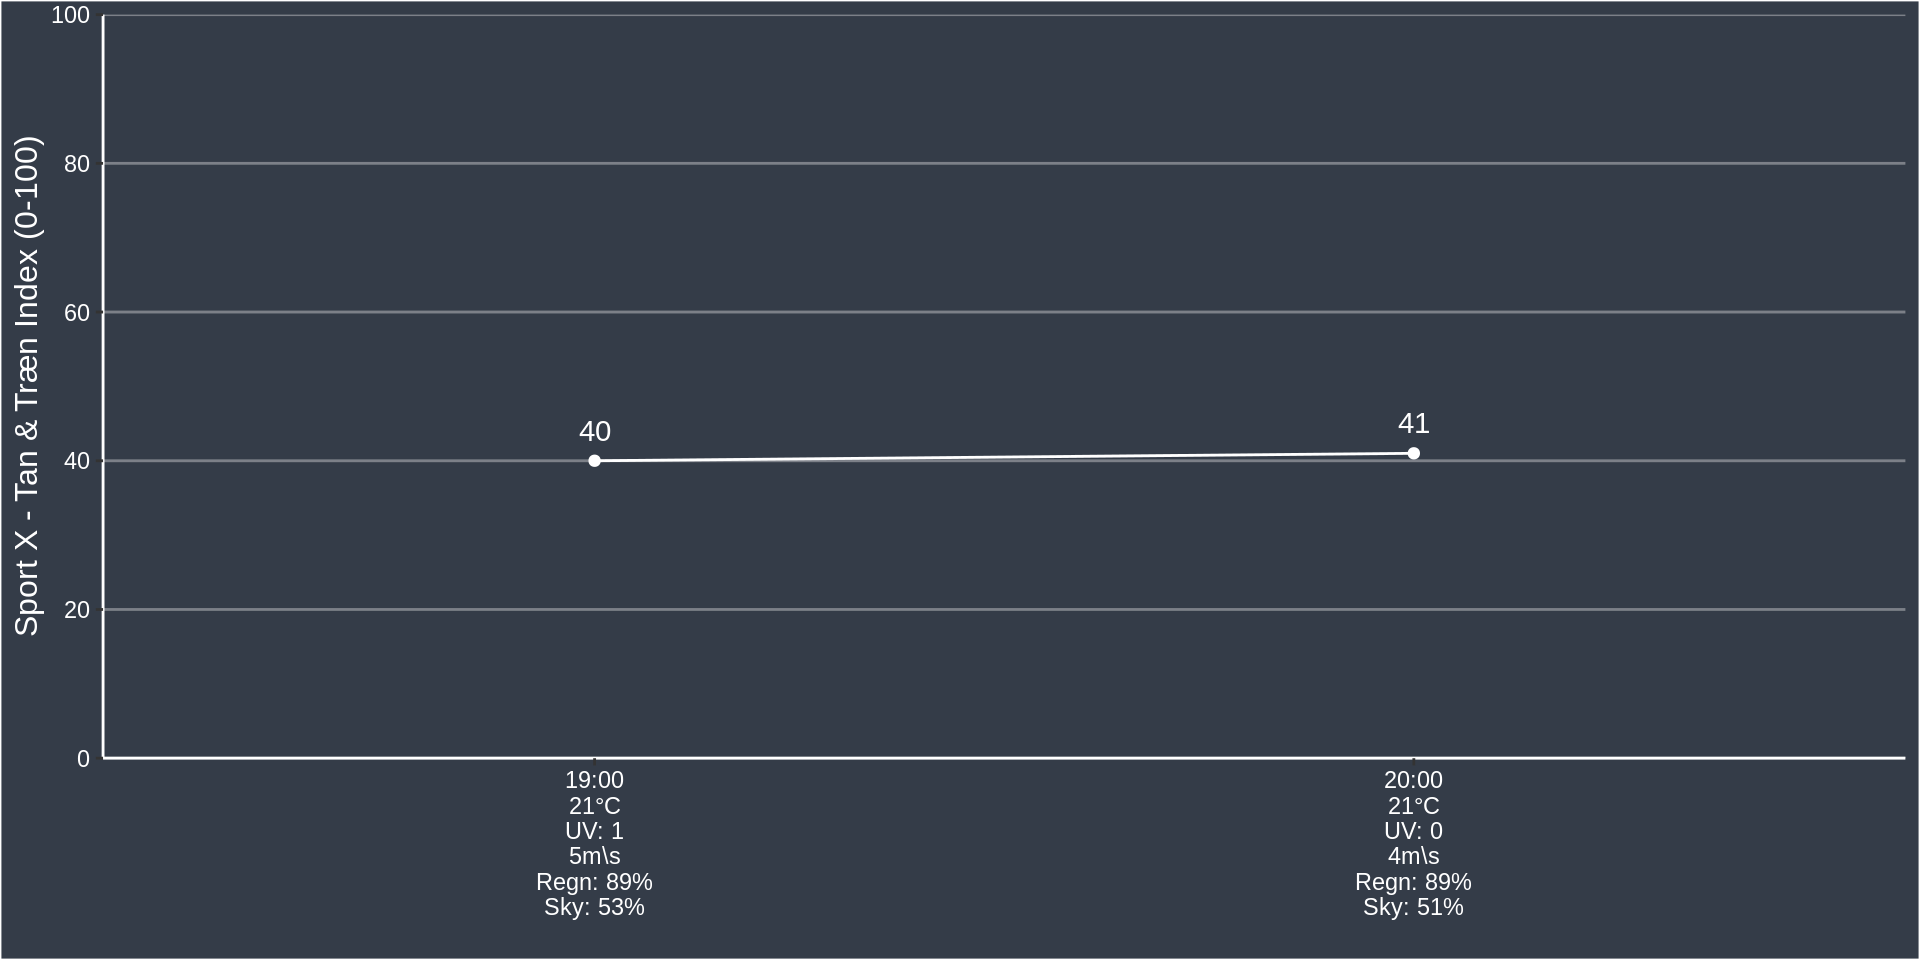 Sport X - Tan & Træn Index (0-100)
100
80
60
40
20
0
40
41
19:00
21°C
UV: 1
5m\s
Regn: 89%
Sky: 53%
20:00
21°C
UV: 0
4m\s
Regn: 89%
Sky: 51%